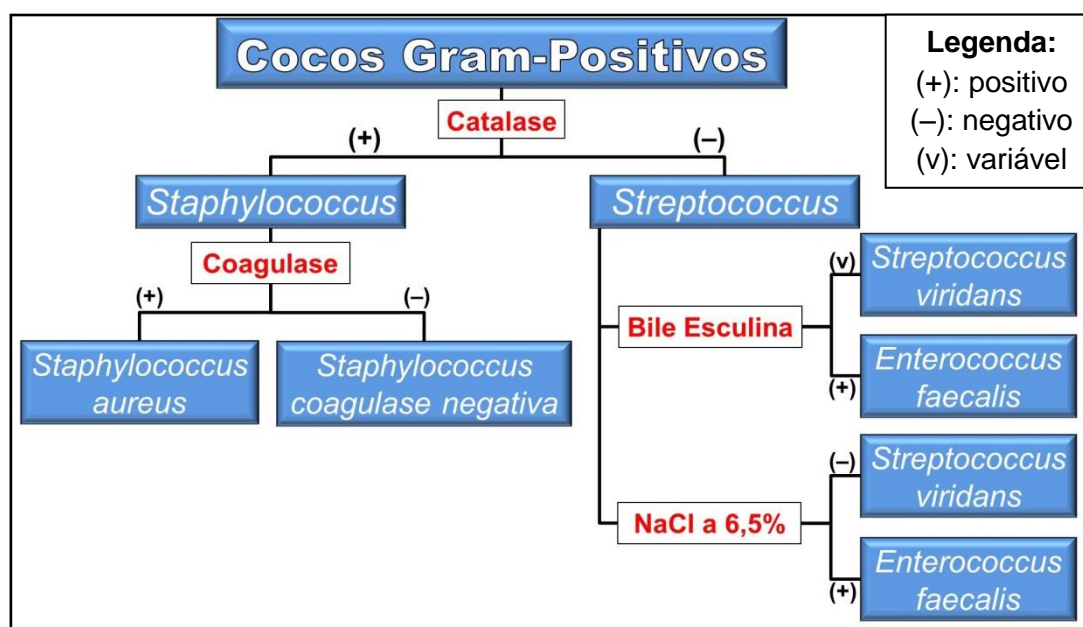 Cocos Gram-Positivos
Legenda:
(+): positivo
(–): negativo
(v): variável
Catalase
(+)
(–)
Staphylococcus
Streptococcus
Coagulase
(+)
(–)
Staphylococcus
aureus
Staphylococcus
coagulase negativa
Bile Esculina
(v)
Streptococcus
viridans
(+)
Enterococcus
faecalis
NaCl a 6,5%
(–)
Streptococcus
viridans
(+)
Enterococcus
faecalis